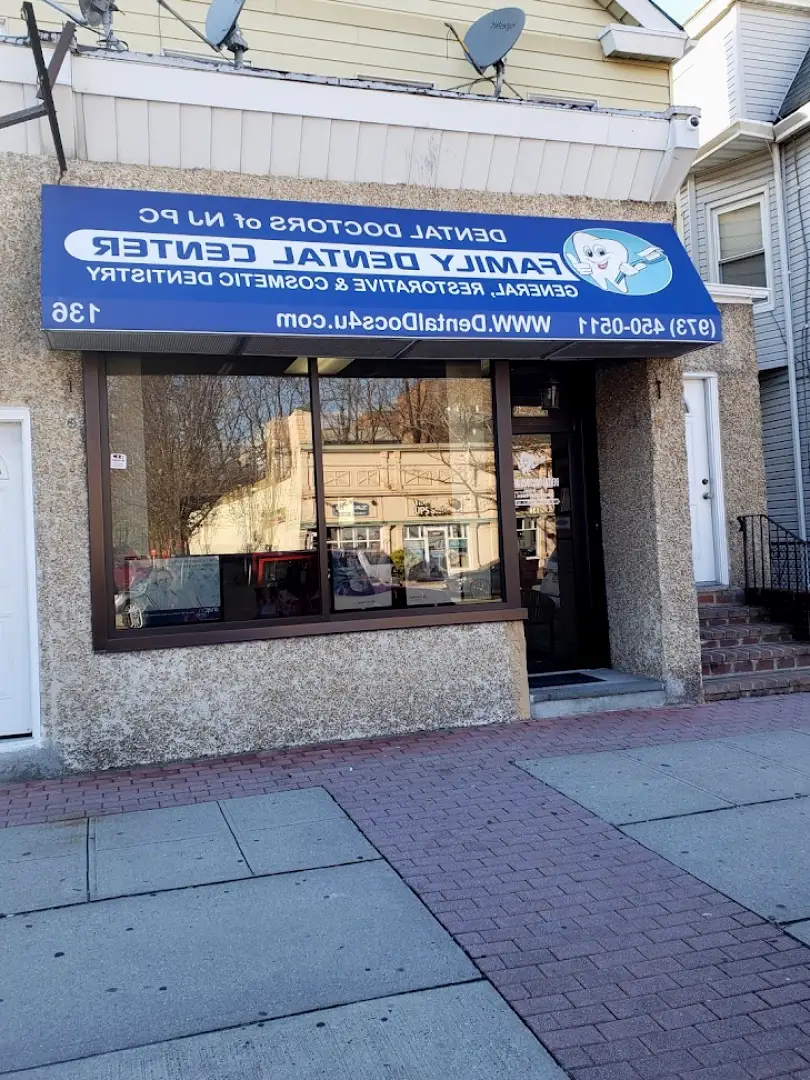 DENTAL DOCTORS of NJ PC
FAMILY DENTAL CENTER
GENERAL, RESTORATIVE & COSMETIC DENTISTRY
(973) 450-0511 WWW.DentalDocs4u.com 136